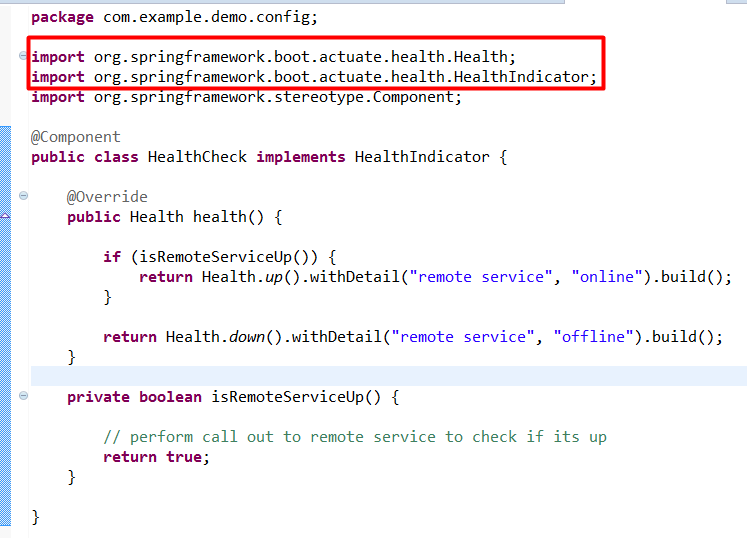 package com.example.demo.config;
import org.springframework.boot.actuate.health.Health;
import org.springframework.boot.actuate.health.HealthIndicator;
import org.springframework.stereotype.Component;
@Component
public class HealthCheck implements HealthIndicator {
@Override
public Health health() {
if (isRemoteServiceUp()) {
return Health.up().withDetail("remote service", "online").build();
}
return Health.down().withDetail("remote service", "offline").build();
}
private boolean isRemoteServiceUp() {
// perform call out to remote service to check if its up
return true;
}
}